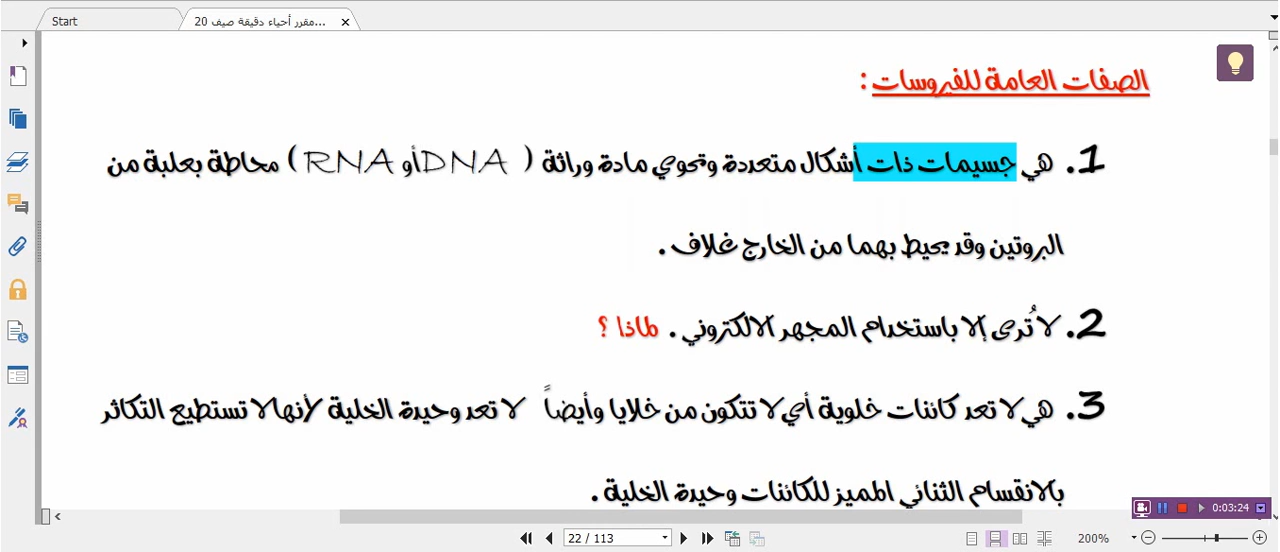 Start
مقرر أحياء دقيقة صيف 20...
الصفات العامة للفيروسات :
1. هي جسيمات ذات أشكال متعددة وتحوي مادة وراثة ( DNA أو RNA ) محاطة بعلبة من
البروتين وقد يحيط بهما من الخارج غلاف .
2. لا تُرى إلا باستخدام المجهر الالكتروني . لماذا ؟
3. هي لا تعد كائنات خلوية أي لا تتكون من خلايا وأيضاً لا تعد وحيدة الخلية لأنها لا تستطيع التكاثر
بالانقسام الثنائي المميز للكائنات وحيدة الخلية .
0:03:24
22 / 113
200%